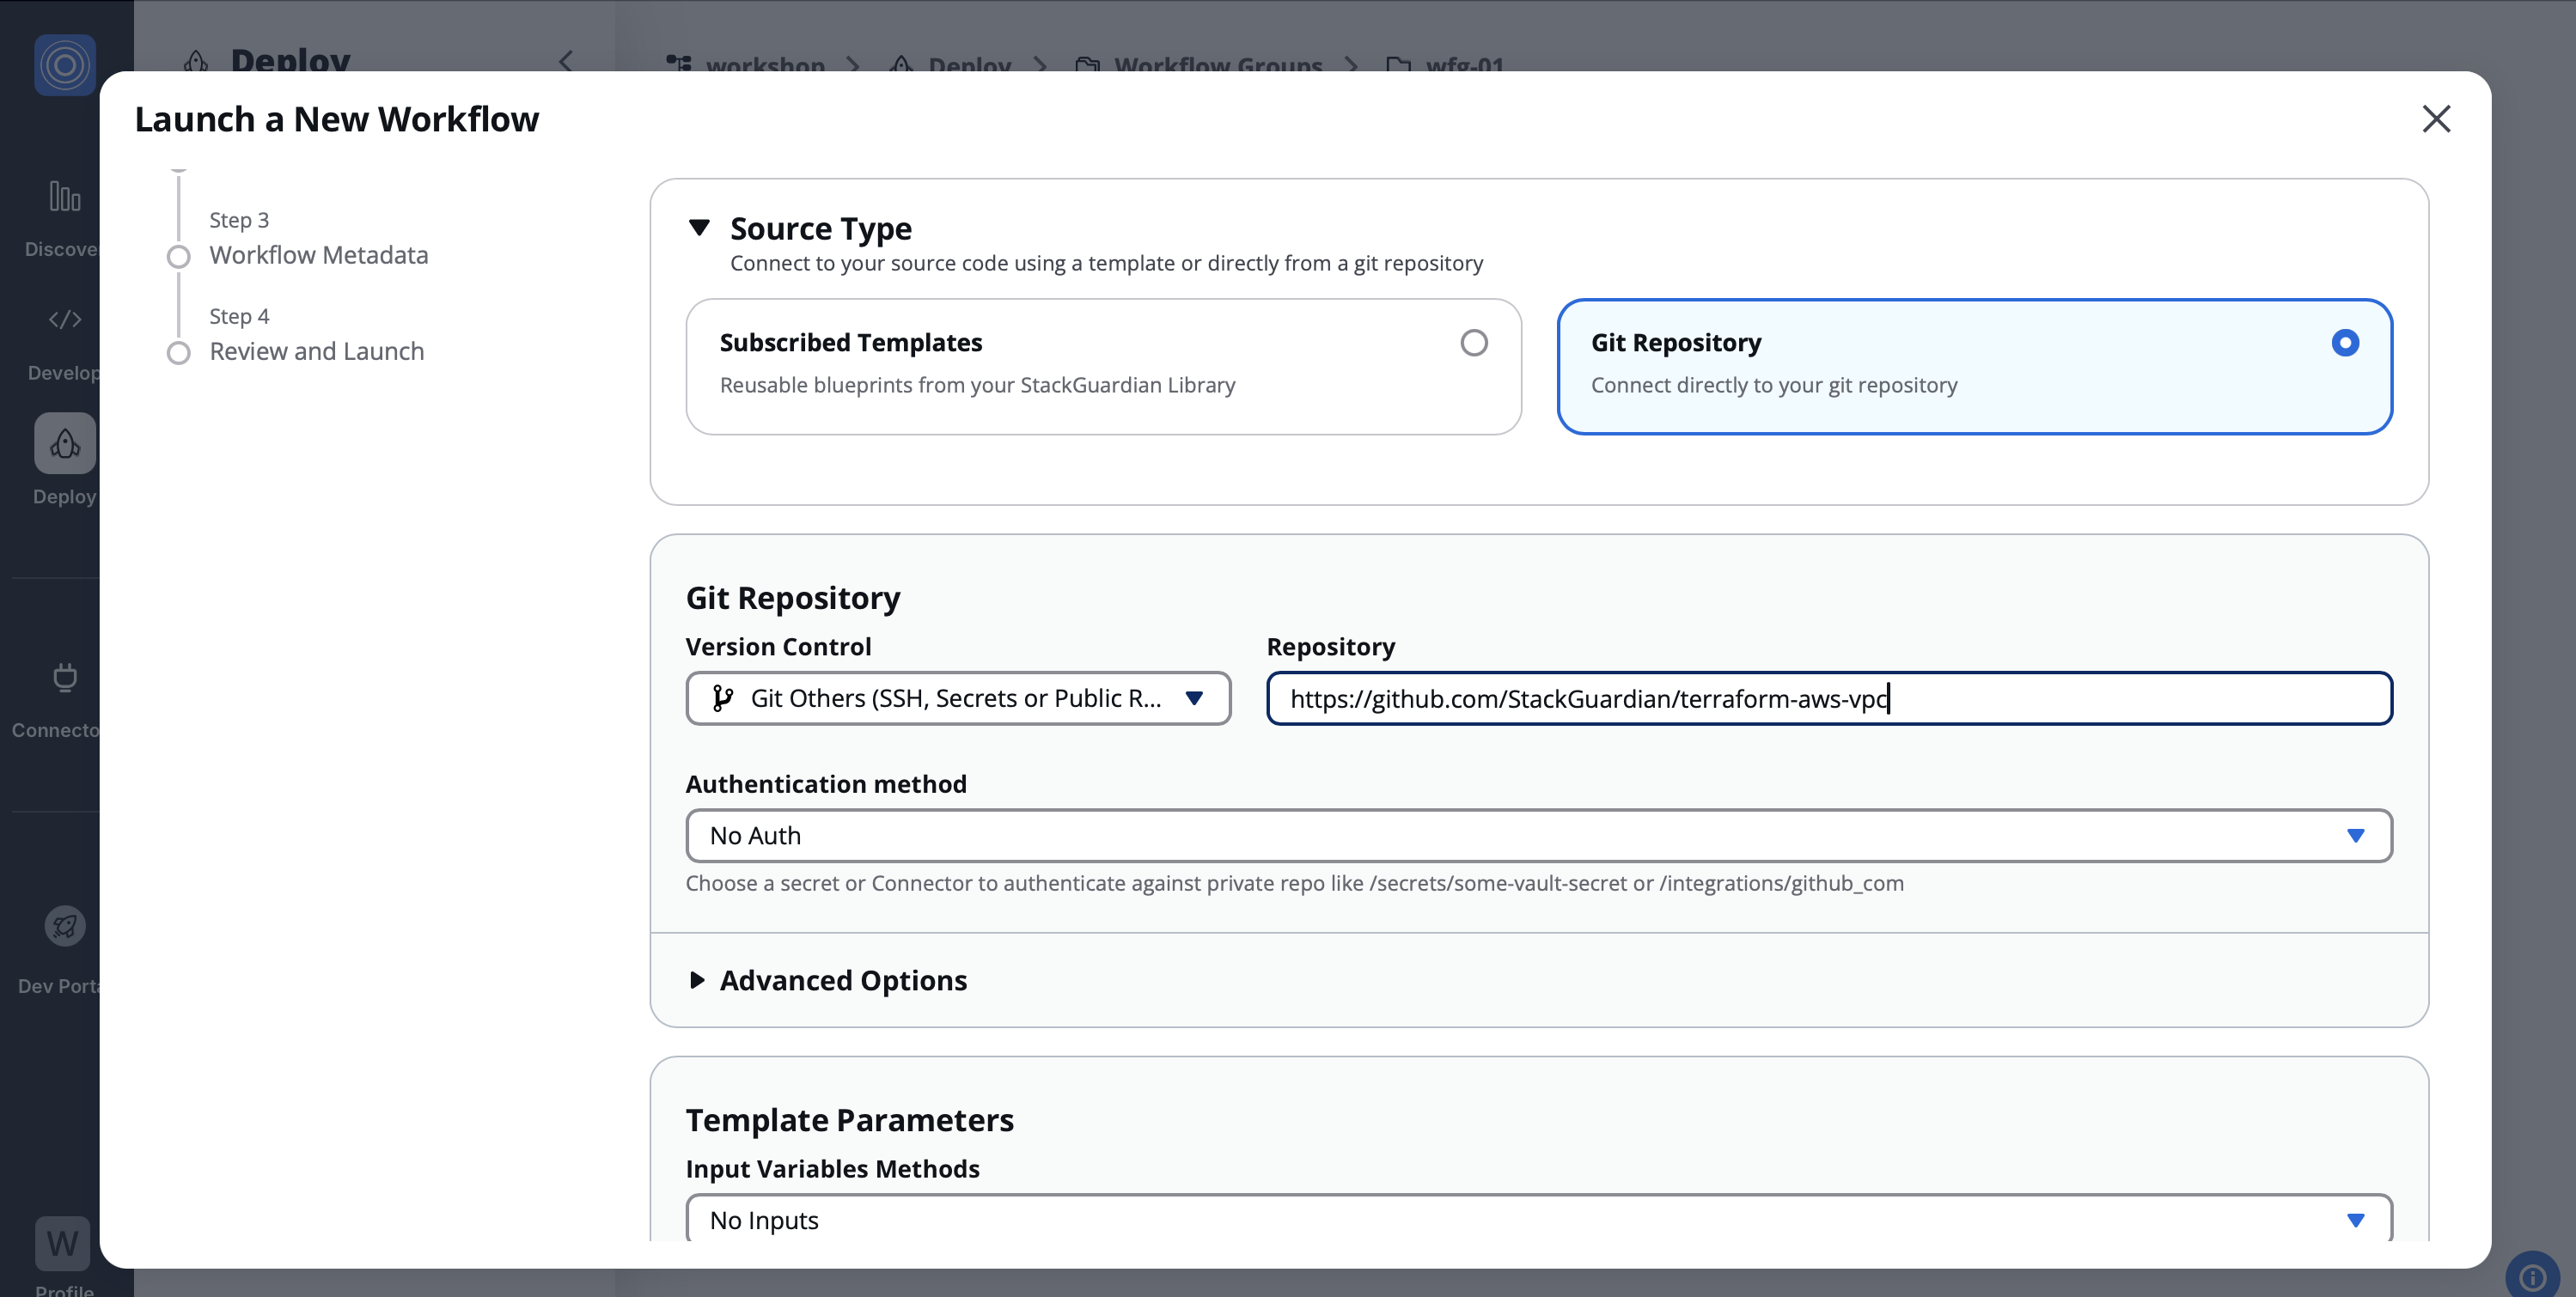 Deploy
workshop
Deploy
Workflow Groups
wfg-01
Launch a New Workflow
Discover
Develop
Deploy
Connecto
Dev Porta
W
Profile
Step 3
Workflow Metadata
Step 4
Review and Launch
Source Type
Connect to your source code using a template or directly from a git repository
Subscribed Templates
Reusable blueprints from your StackGuardian Library
Git Repository
Connect directly to your git repository
Git Repository
Version Control
Git Others (SSH, Secrets or Public R...
Repository
https://github.com/StackGuardian/terraform-aws-vpc
Authentication method
No Auth
Choose a secret or Connector to authenticate against private repo like /secrets/some-vault-secret or /integrations/github_com
Advanced Options
Template Parameters
Input Variables Methods
No Inputs